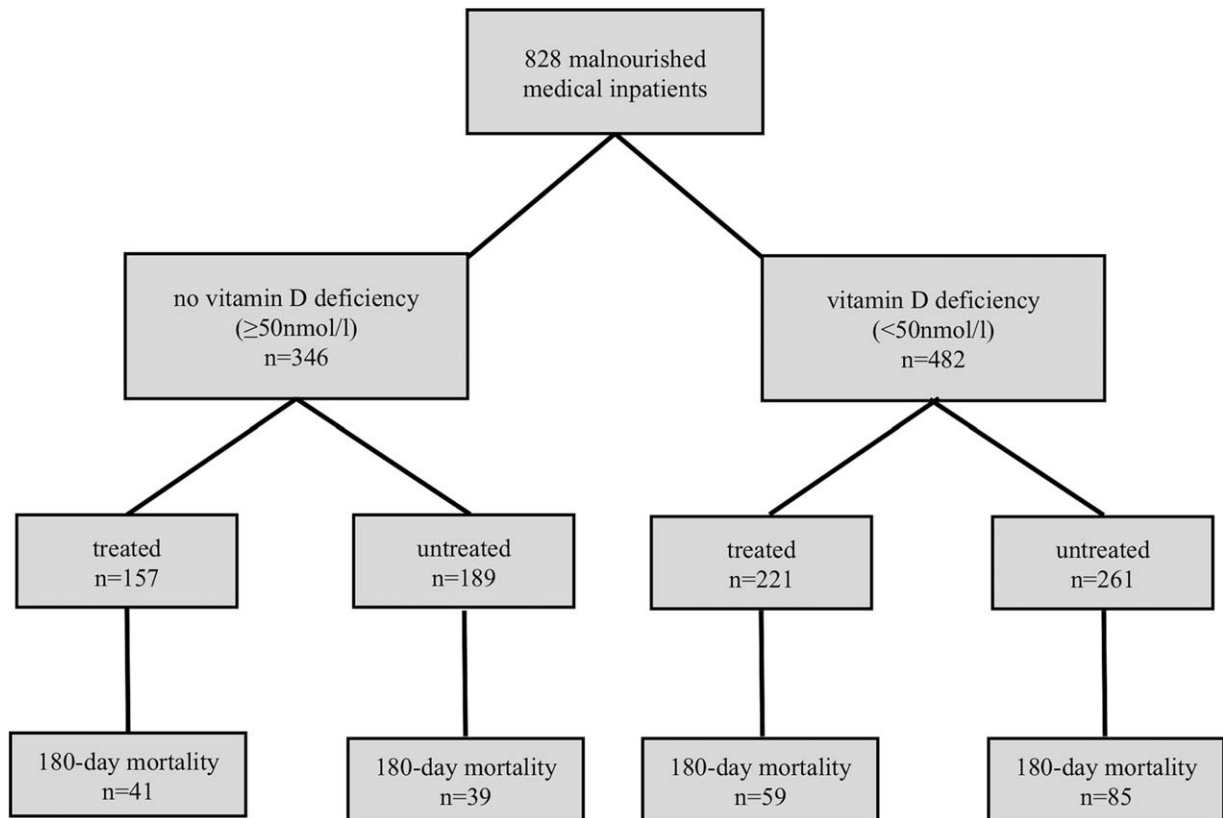 828 malnourished
medical inpatients
no vitamin D deficiency
(≥50nmol/l)
n=346
vitamin D deficiency
(<50nmol/l)
n=482
treated
n=157
untreated
n=189
treated
n=221
untreated
n=261
180-day mortality
n=41
180-day mortality
n=39
180-day mortality
n=59
180-day mortality
n=85